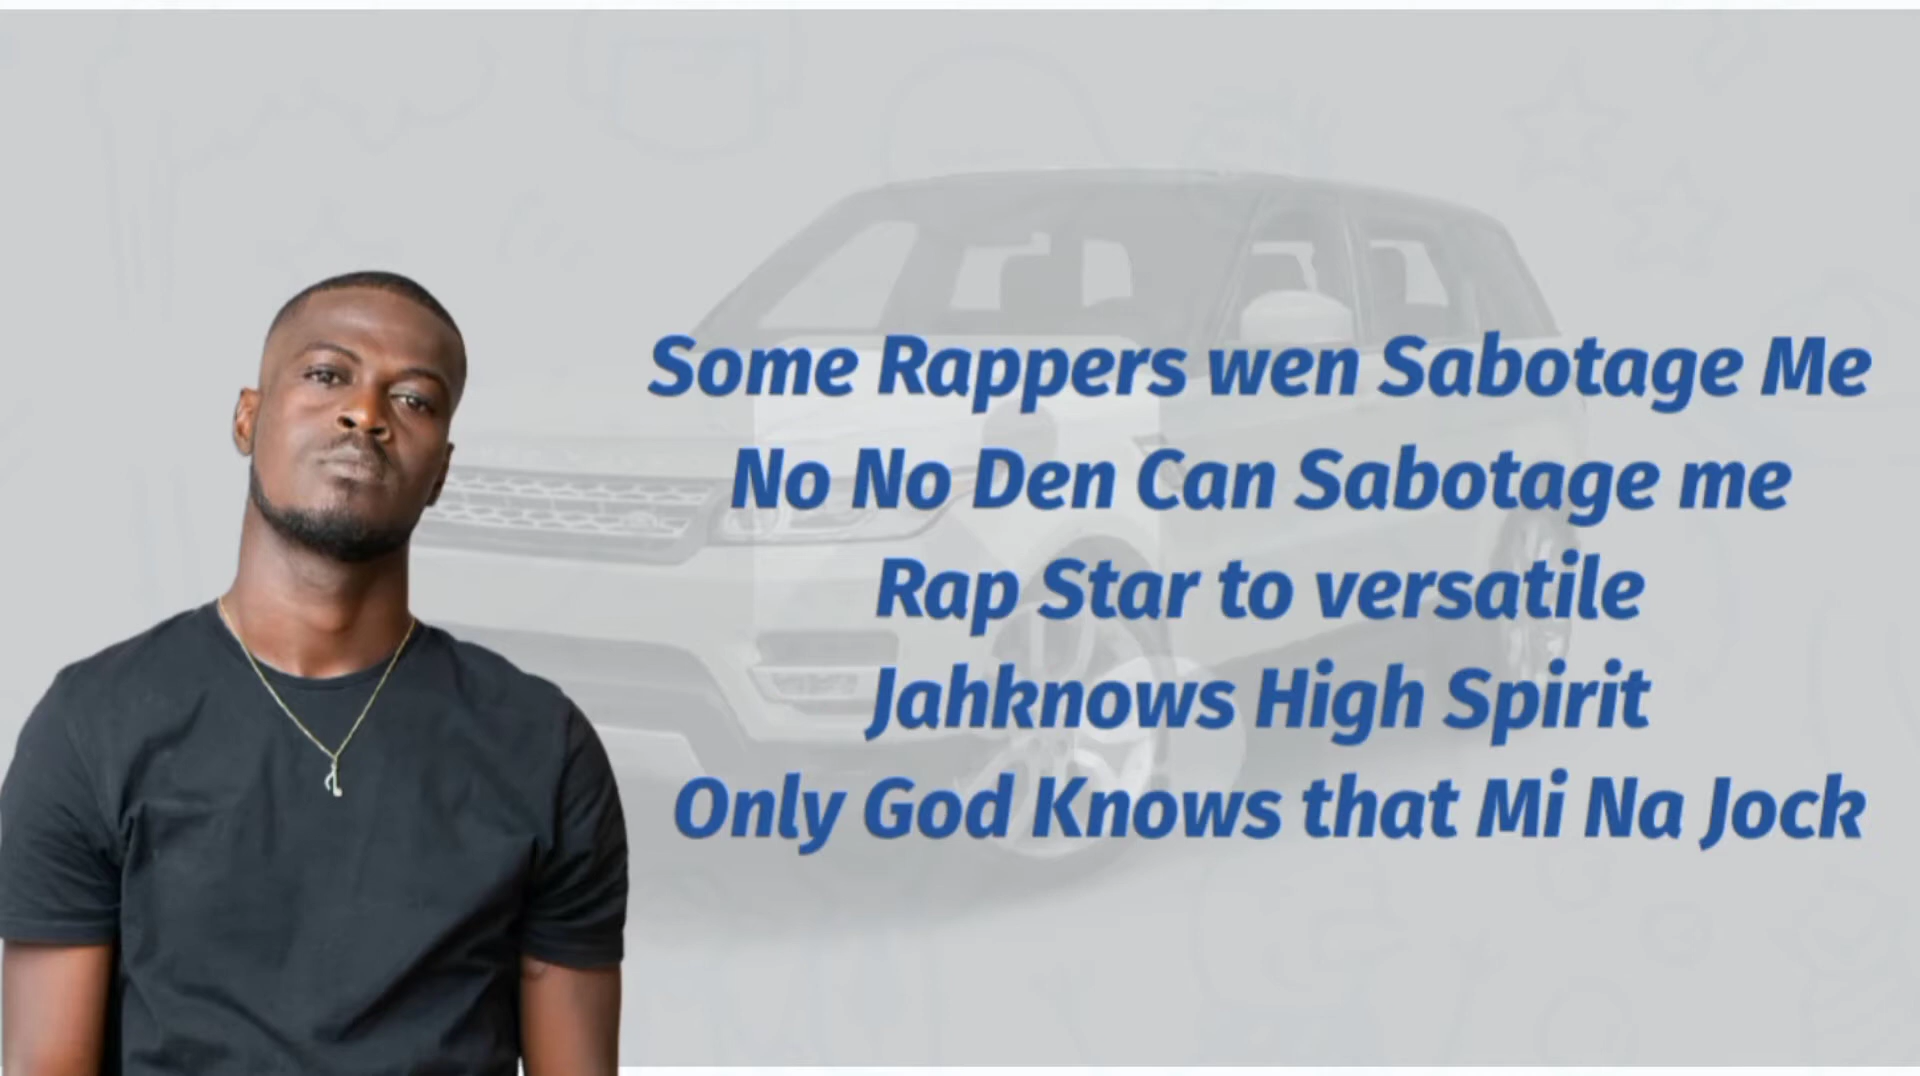 Some Rappers wen Sabotage Me
No No Den Can Sabotage me
Rap Star to versatile
Jahknows High Spirit
Only God Knows that Mi Na Jock